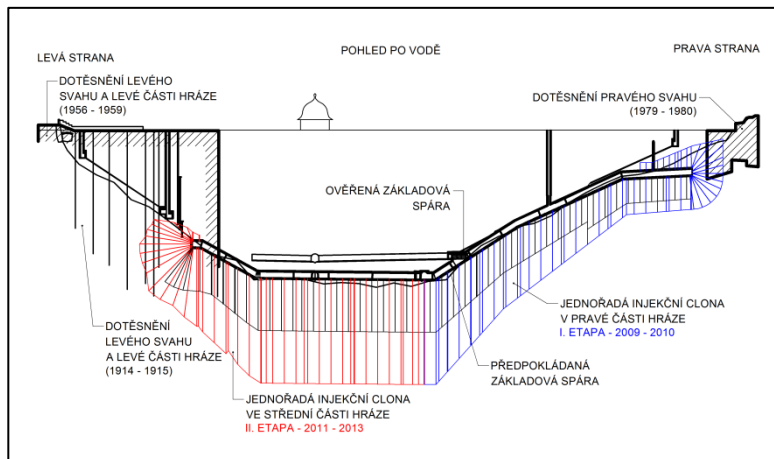 POHLED PO VODĚ
LEVÁ STRANA
PRAVA STRANA
DOTĚSNĚNÍ LEVÉHO
SVAHU A LEVÉ ČÁSTI HRÁZE
(1956 - 1959)
DOTĚSNĚNÍ PRAVÉHO SVAHU
(1979 - 1980)
OVĚŘENÁ ZÁKLADOVÁ
SPÁRA
JEDNOŘADÁ INJEKČNÍ CLONA
V PRAVÉ ČÁSTI HRÁZE
I. ETAPA - 2009 - 2010
DOTĚSNĚNÍ
LEVÉHO SVAHU
A LEVÉ ČÁSTI HRÁZE
(1914 - 1915)
PŘEDPOKLÁDANÁ
ZÁKLADOVÁ SPÁRA
JEDNOŘADÁ INJEKČNÍ CLONA
VE STŘEDNÍ ČÁSTI HRÁZE
II. ETAPA - 2011 - 2013